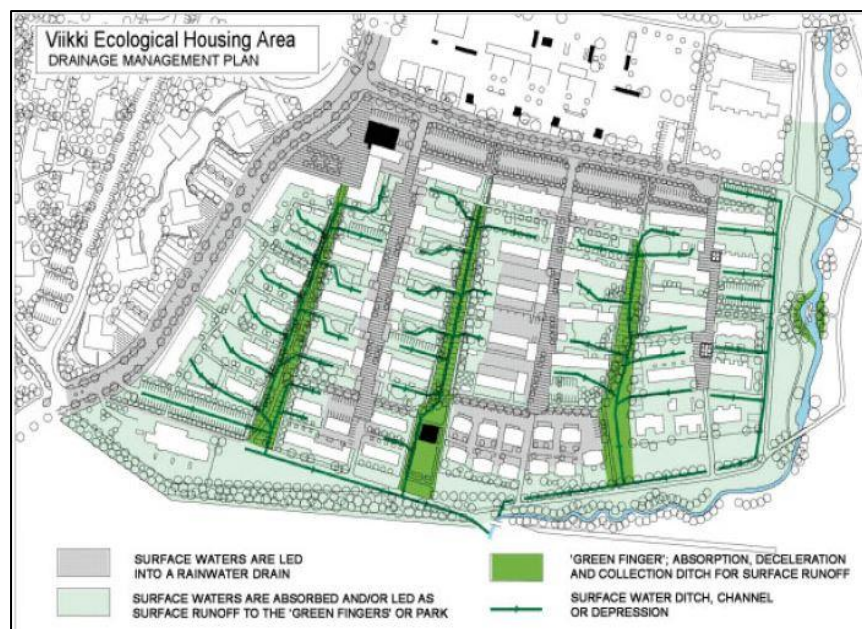 Viikki Ecological Housing Area
DRAINAGE MANAGEMENT PLAN
SURFACE WATERS ARE LED
INTO A RAINWATER DRAIN
SURFACE WATERS ARE ABSORBED AND/OR LED AS
SURFACE RUNOFF TO THE 'GREEN FINGERS' OR PARK
'GREEN FINGER'; ABSORPTION, DECELERATION
AND COLLECTION DITCH FOR SURFACE RUNOFF
SURFACE WATER DITCH, CHANNEL
OR DEPRESSION